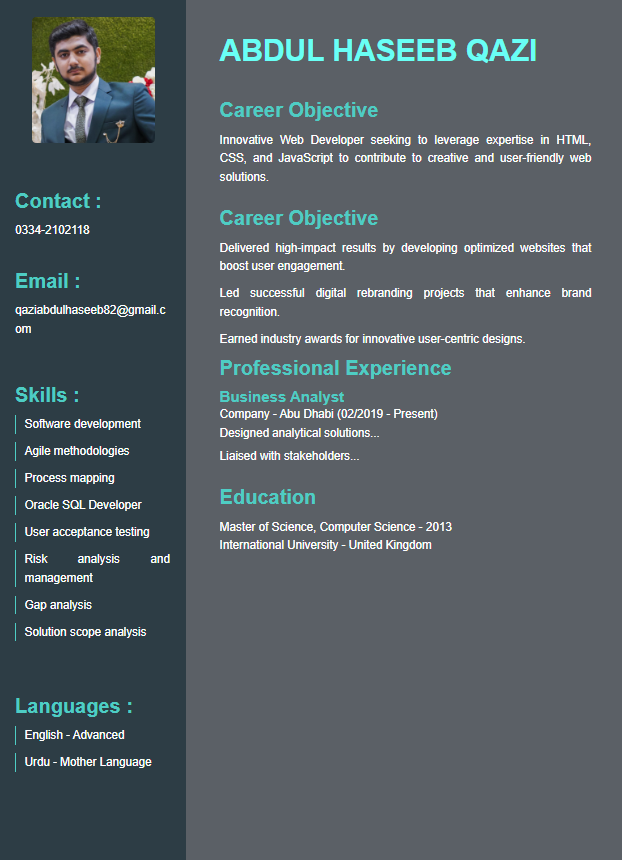 Contact :
0334-2102118
Email :
qaziabdulhaseeb82@gmail.c
om
Skills :
Software development
Agile methodologies
Process mapping
Oracle SQL Developer
User acceptance testing
Risk analysis and
management
Gap analysis
Solution scope analysis
Languages :
English - Advanced
Urdu - Mother Language
ABDUL HASEEB QAZI
Career Objective
Innovative Web Developer seeking to leverage expertise in HTML,
CSS, and JavaScript to contribute to creative and user-friendly web
solutions.
Career Objective
Delivered high-impact results by developing optimized websites that
boost user engagement.
Led successful digital rebranding projects that enhance brand
recognition.
Earned industry awards for innovative user-centric designs.
Professional Experience
Business Analyst
Company - Abu Dhabi (02/2019 - Present)
Designed analytical solutions...
Liaised with stakeholders...
Education
Master of Science, Computer Science - 2013
International University - United Kingdom